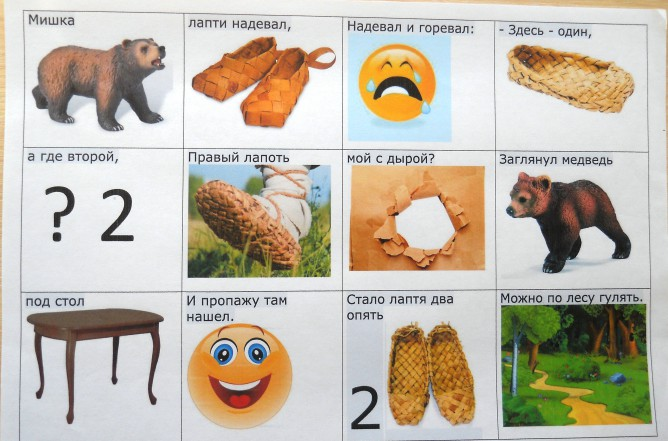 Мишка
лапти надевал,
Надевал и горевал:
- Здесь - один,
а где второй,
? 2
Правый лапоть
мой с дырой?
Заглянул медведь
под стол
И пропажу там
нашел.
Стало лаптя два
опять
2
Можно по лесу гулять.